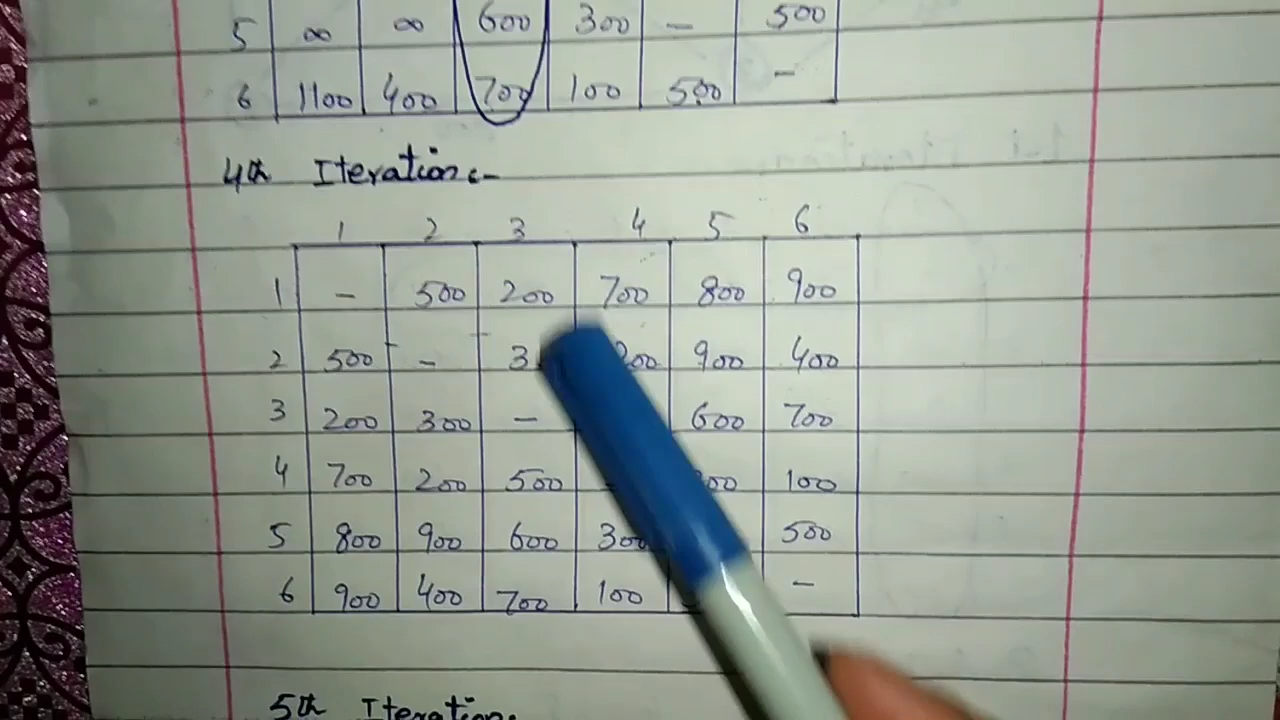 5 ∞ ∞ 600 300 - 500
6 1100 400 700 100 500 -
4th Iteration:-
1 2 3 4 5 6
1 - 500 200 700 800 900
2 500 - 900 400
3 200 300 - 600 700
4 700 200 500 100
5 800 900 600 300 500
6 900 400 700 100 -
5th Iteration: